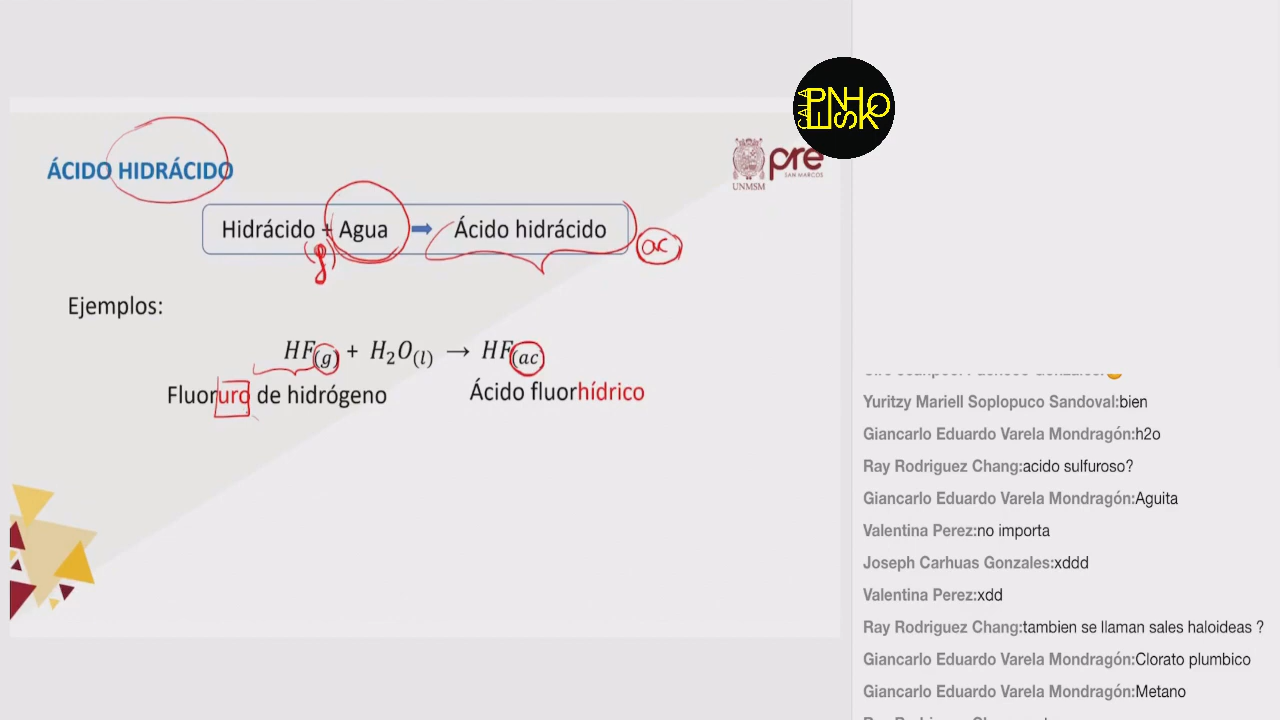 CALA
PENHO
ESK
ÁCIDO HIDRÁCIDO
pre
SAN MARCOS
UNMSM
Hidrácido + Agua → Ácido hidrácido
(g)
ac
Ejemplos:
HF(g) + H₂O(l) → HF(ac)
Fluoruro de hidrógeno Ácido fluorhídrico
Yuritzy Mariell Soplopuco Sandoval:bien
Giancarlo Eduardo Varela Mondragón:h2o
Ray Rodriguez Chang:acido sulfuroso?
Giancarlo Eduardo Varela Mondragón:Aguita
Valentina Perez:no importa
Joseph Carhuas Gonzales:xddd
Valentina Perez:xdd
Ray Rodriguez Chang:tambien se llaman sales haloideas ?
Giancarlo Eduardo Varela Mondragón:Clorato plumbico
Giancarlo Eduardo Varela Mondragón:Metano